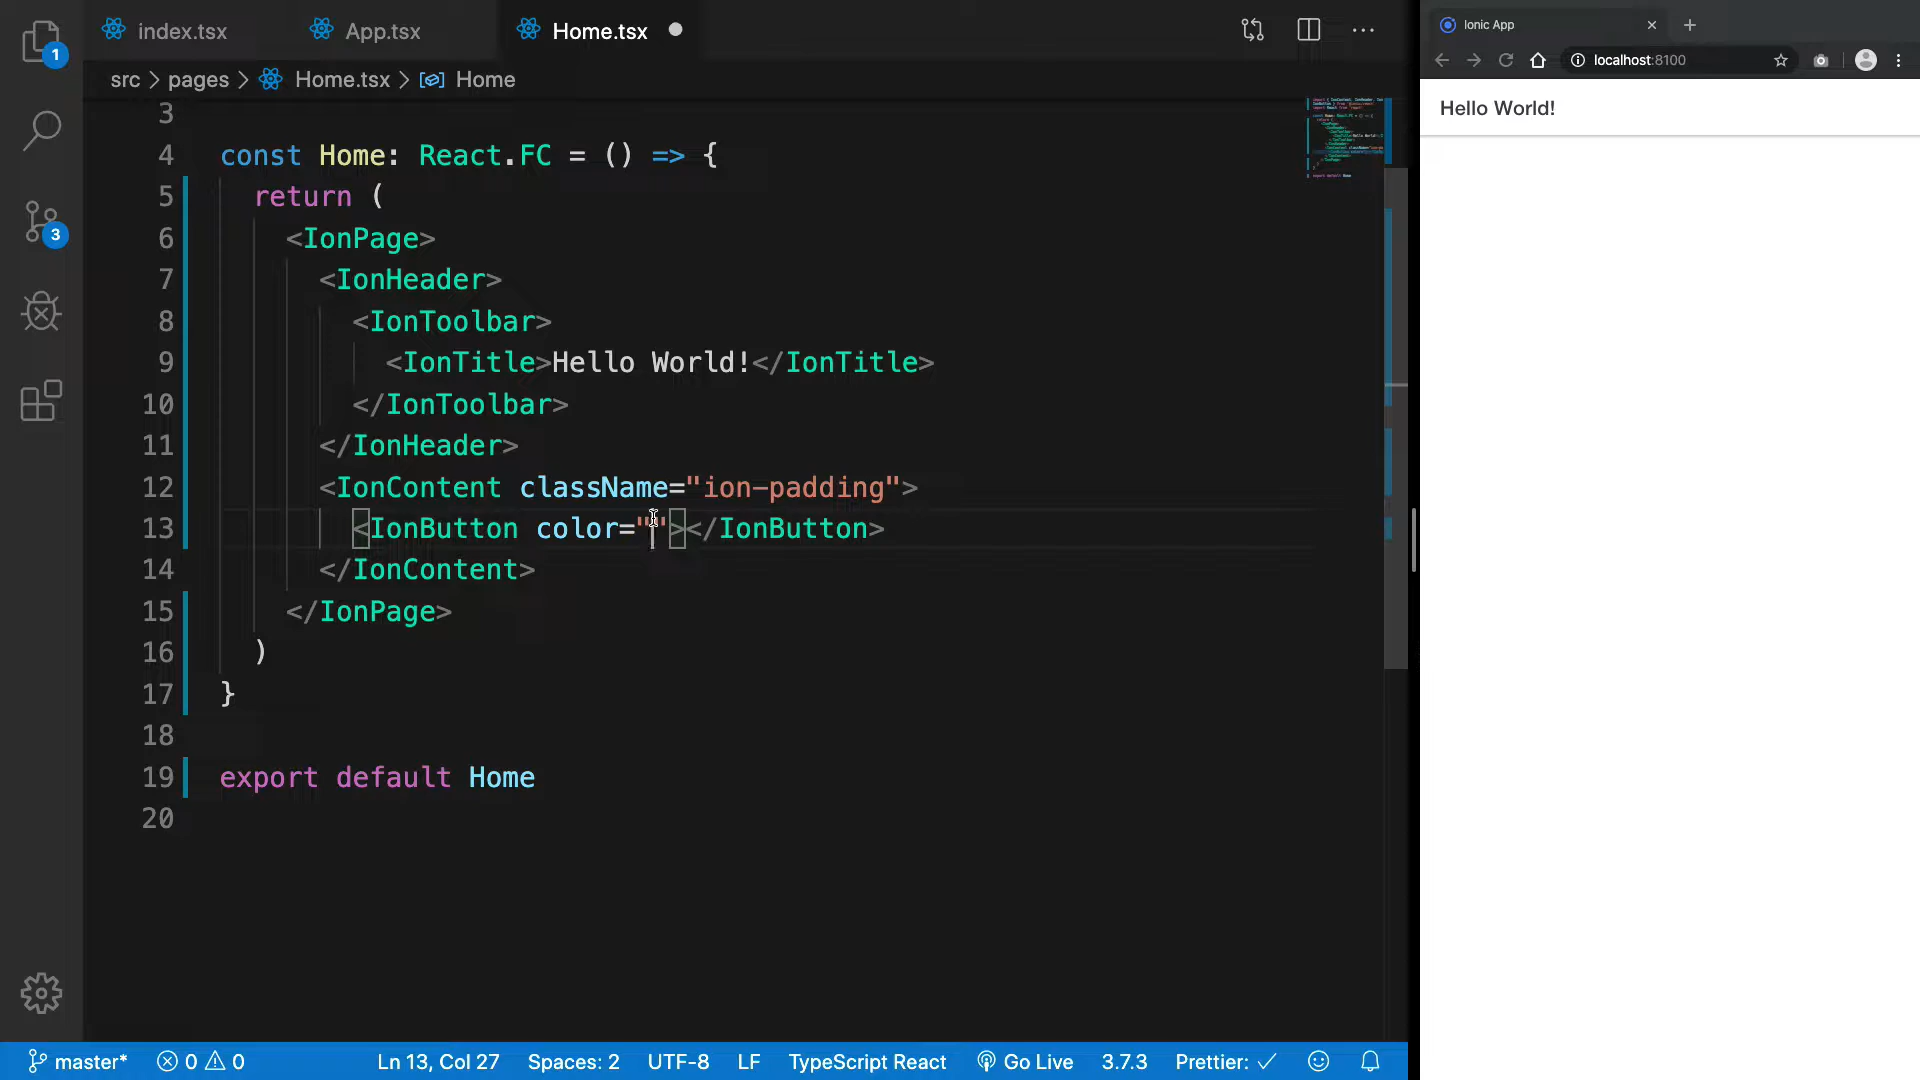 index.tsx
App.tsx
Home.tsx
src > pages > Home.tsx > Home
3
4 const Home: React.FC = () => {
5 return (
6 <IonPage>
7 <IonHeader>
8 <IonToolbar>
9 <IonTitle>Hello World!</IonTitle>
10 </IonToolbar>
11 </IonHeader>
12 <IonContent className="ion-padding">
13 <IonButton color=""></IonButton>
14 </IonContent>
15 </IonPage>
16 )
17 }
18
19 export default Home
20
1
3
master* 0 0 Ln 13, Col 27 Spaces: 2 UTF-8 LF TypeScript React Go Live 3.7.3 Prettier: ✓
Ionic App
localhost:8100
Hello World!